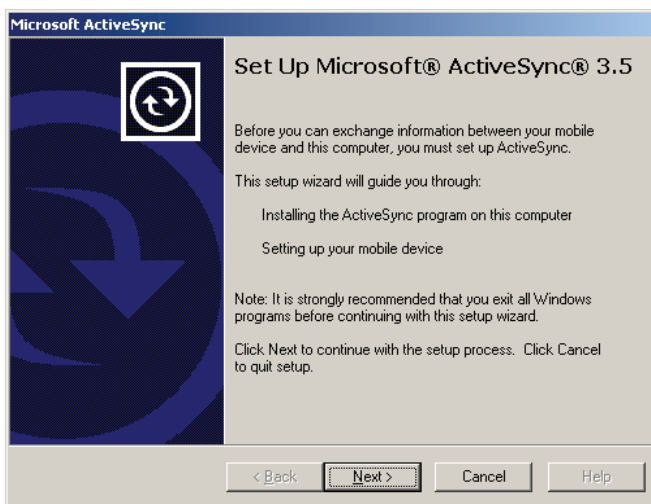 Microsoft ActiveSync
Set Up Microsoft® ActiveSync® 3.5
Before you can exchange information between your mobile
device and this computer, you must set up ActiveSync.
This setup wizard will guide you through:
Installing the ActiveSync program on this computer
Setting up your mobile device
Note: It is strongly recommended that you exit all Windows
programs before continuing with this setup wizard.
Click Next to continue with the setup process. Click Cancel
to quit setup.
< Back Next > Cancel Help